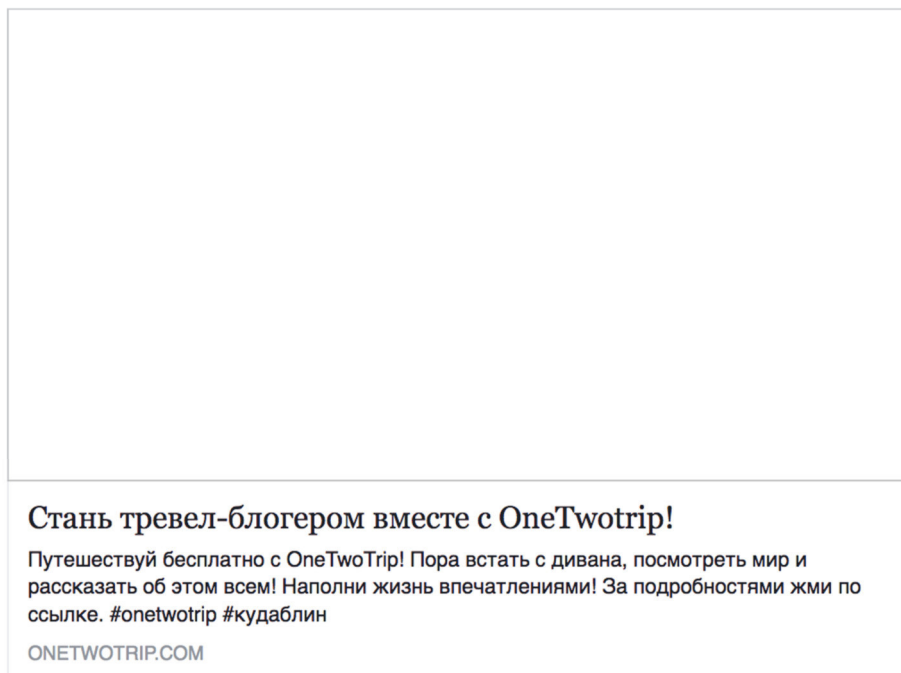 Стань тревел-блогером вместе с OneTwotrip!
Путешествуй бесплатно с OneTwoTrip! Пора встать с дивана, посмотреть мир и
рассказать об этом всем! Наполни жизнь впечатлениями! За подробностями жми по
ссылке. #onetwotrip #кудаблин
ONETWOTRIP.COM